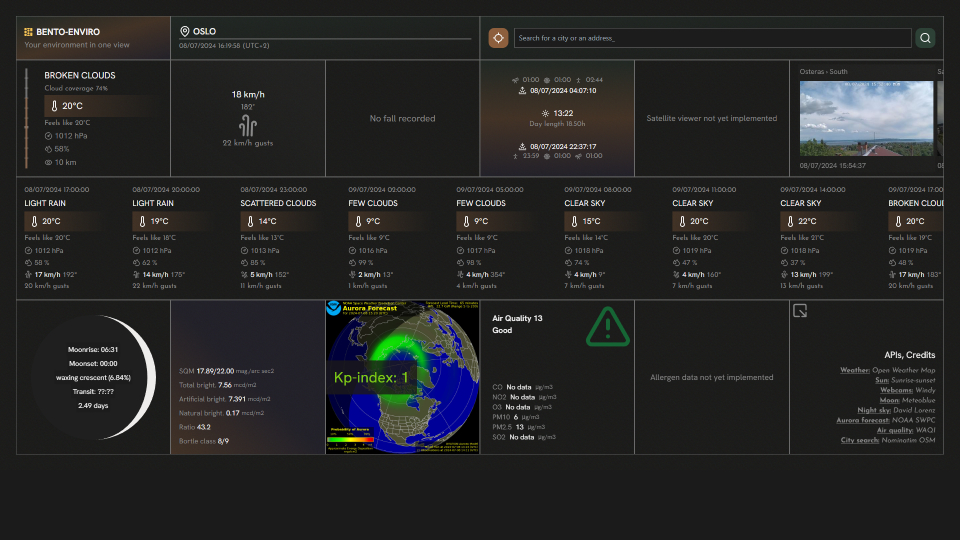 BENTO-ENVIRO
Your environment in one view
OSLO
08/07/2024 16:19:58 (UTC+2)
Search for a city or an address_
BROKEN CLOUDS
Cloud coverage 74%
20°C
Feels like 20°C
1012 hPa
58%
10 km
18 km/h
182°
22 km/h gusts
No fall recorded
01:00 01:00 02:44
08/07/2024 04:07:10
13:22
Day length 18.50h
08/07/2024 22:37:17
23:59 01:00 01:00
Satellite viewer not yet implemented
Osteras - South
08/07/2024 15:54:37
08/07/2024 17:00:00
LIGHT RAIN
20°C
Feels like 20°C
1012 hPa
58 %
17 km/h 192°
20 km/h gusts
08/07/2024 20:00:00
LIGHT RAIN
19°C
Feels like 18°C
1012 hPa
62 %
14 km/h 175°
22 km/h gusts
08/07/2024 23:00:00
SCATTERED CLOUDS
14°C
Feels like 13°C
1013 hPa
85 %
5 km/h 152°
11 km/h gusts
09/07/2024 02:00:00
FEW CLOUDS
9°C
Feels like 9°C
1016 hPa
99 %
2 km/h 13°
4 km/h gusts
09/07/2024 05:00:00
FEW CLOUDS
9°C
Feels like 9°C
1017 hPa
98 %
4 km/h 354°
4 km/h gusts
09/07/2024 08:00:00
CLEAR SKY
15°C
Feels like 14°C
1018 hPa
74 %
4 km/h 9°
7 km/h gusts
09/07/2024 11:00:00
CLEAR SKY
20°C
Feels like 20°C
1019 hPa
47 %
4 km/h 160°
7 km/h gusts
09/07/2024 14:00:00
CLEAR SKY
22°C
Feels like 21°C
1018 hPa
37 %
13 km/h 199°
13 km/h gusts
09/07/2024 17:00
BROKEN CLOUD
20°C
Feels like 19°C
1019 hPa
48 %
17 km/h 183°
18 km/h gusts
Moonrise: 06:31
Moonset: 00:00
waxing crescent (6.84%)
Transit: ??:??
2.49 days
SQM 17.89/22.00 mag./arc sec2
Total bright. 7.56 mcd/m2
Artificial bright. 7.391 mcd/m2
Natural bright. 0.17 mcd/m2
Ratio 43.2
Bortle class 8/9
Aurora Forecast
Kp-index: 1
Probability of Aurora
Air Quality 13
Good
CO No data µg/m3
NO2 No data µg/m3
O3 No data µg/m3
PM10 6 µg/m3
PM2.5 13 µg/m3
SO2 No data µg/m3
Allergen data not yet implemented
APIs, Credits
Weather: Open Weather Map
Sun: Sunrise-sunset
Webcams: Windy
Moon: Meteoblue
Night sky: David Lorenz
Aurora forecast: NOAA SWPC
Air quality: WAQI
City search: Nominatim OSM